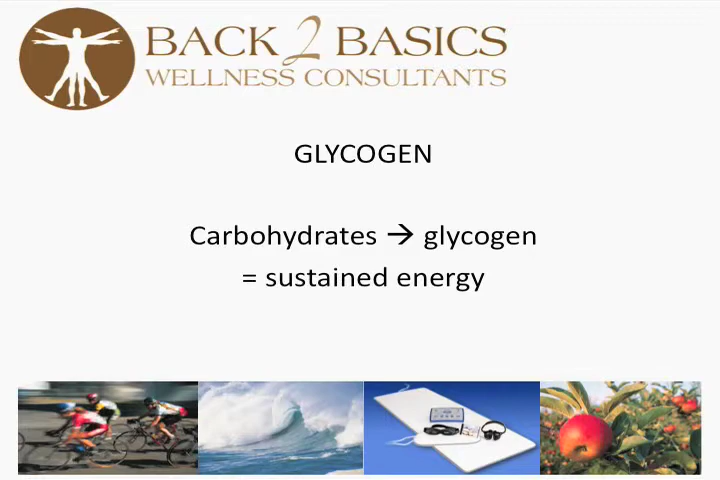 BACK 2 BASICS
WELLNESS CONSULTANTS
GLYCOGEN
Carbohydrates → glycogen
= sustained energy